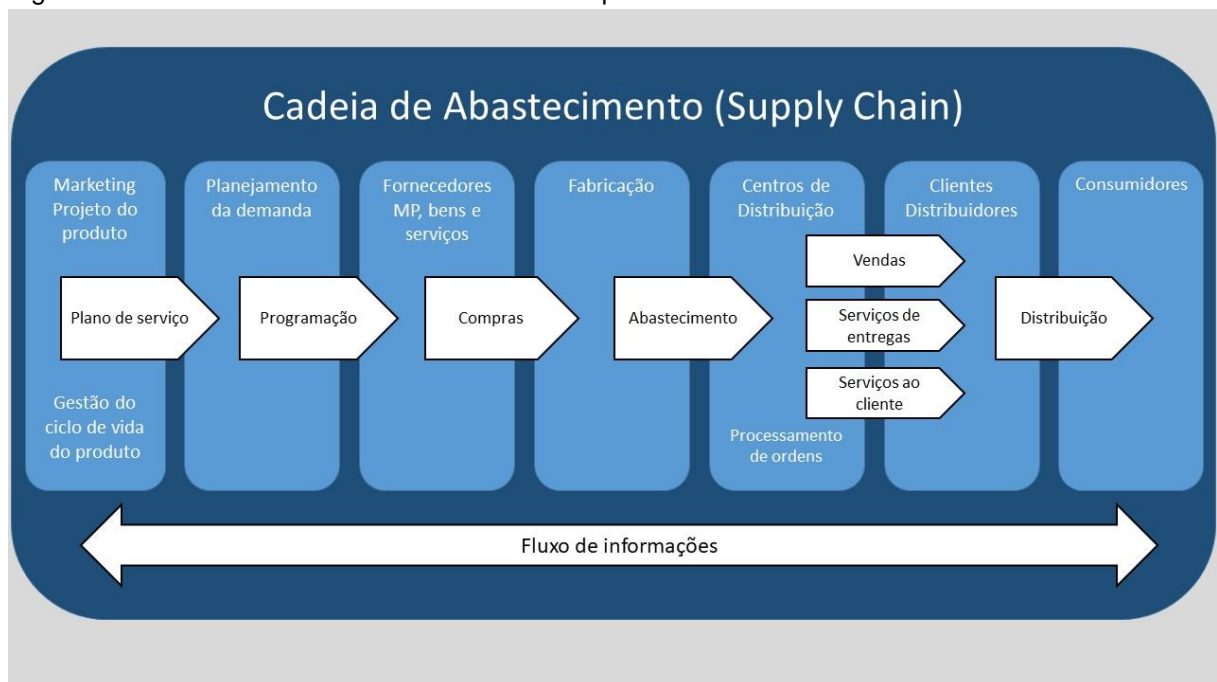 Cadeia de Abastecimento (Supply Chain)
Marketing
Projeto do
produto
Plano de serviço
Gestão do
ciclo de vida
do produto
Planejamento
da demanda
Programação
Fornecedores
MP, bens e
serviços
Compras
Fabricação
Abastecimento
Centros de
Distribuição
Vendas
Serviços de
entregas
Serviços ao
cliente
Processamento
de ordens
Clientes
Distribuidores
Distribuição
Consumidores
Fluxo de informações